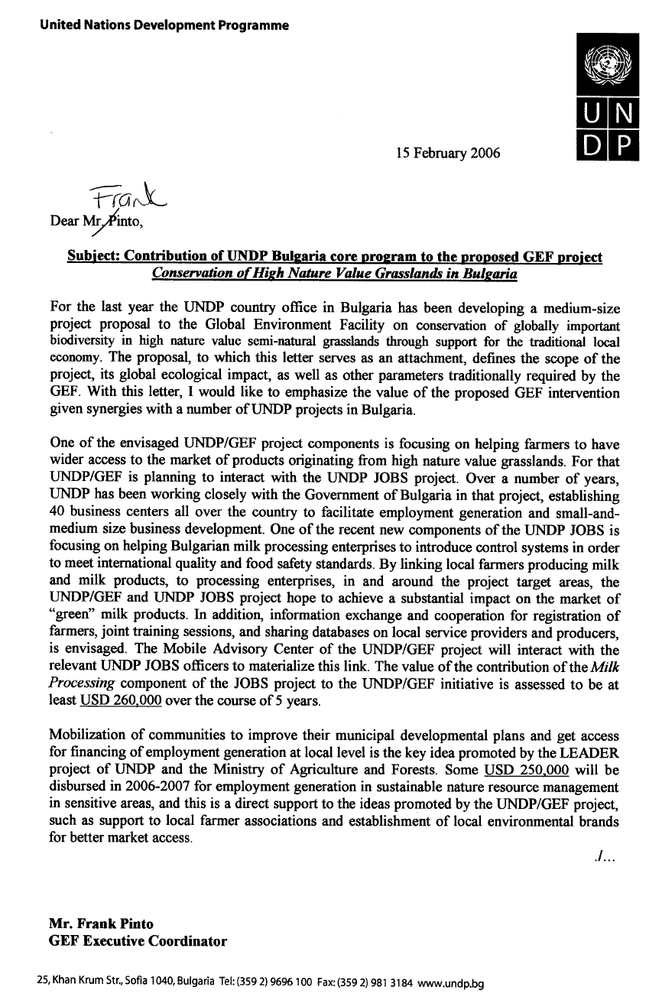 United Nations Development Programme
U N
D P
15 February 2006
Frank
Dear Mr. Pinto,
Subject: Contribution of UNDP Bulgaria core program to the proposed GEF project
Conservation of High Nature Value Grasslands in Bulgaria
For the last year the UNDP country office in Bulgaria has been developing a medium-size
project proposal to the Global Environment Facility on conservation of globally important
biodiversity in high nature value semi-natural grasslands through support for the traditional local
economy. The proposal, to which this letter serves as an attachment, defines the scope of the
project, its global ecological impact, as well as other parameters traditionally required by the
GEF. With this letter, I would like to emphasize the value of the proposed GEF intervention
given synergies with a number of UNDP projects in Bulgaria.
One of the envisaged UNDP/GEF project components is focusing on helping farmers to have
wider access to the market of products originating from high nature value grasslands. For that
UNDP/GEF is planning to interact with the UNDP JOBS project. Over a number of years,
UNDP has been working closely with the Government of Bulgaria in that project, establishing
40 business centers all over the country to facilitate employment generation and small-and-
medium size business development. One of the recent new components of the UNDP JOBS is
focusing on helping Bulgarian milk processing enterprises to introduce control systems in order
to meet international quality and food safety standards. By linking local farmers producing milk
and milk products, to processing enterprises, in and around the project target areas, the
UNDP/GEF and UNDP JOBS project hope to achieve a substantial impact on the market of
“green” milk products. In addition, information exchange and cooperation for registration of
farmers, joint training sessions, and sharing databases on local service providers and producers,
is envisaged. The Mobile Advisory Center of the UNDP/GEF project will interact with the
relevant UNDP JOBS officers to materialize this link. The value of the contribution of the Milk
Processing component of the JOBS project to the UNDP/GEF initiative is assessed to be at
least USD 260,000 over the course of 5 years.
Mobilization of communities to improve their municipal developmental plans and get access
for financing of employment generation at local level is the key idea promoted by the LEADER
project of UNDP and the Ministry of Agriculture and Forests. Some USD 250,000 will be
disbursed in 2006-2007 for employment generation in sustainable nature resource management
in sensitive areas, and this is a direct support to the ideas promoted by the UNDP/GEF project,
such as support to local farmer associations and establishment of local environmental brands
for better market access.
./...
Mr. Frank Pinto
GEF Executive Coordinator
25, Khan Krum Str., Sofia 1040, Bulgaria Tel: (359 2) 9696 100 Fax: (359 2) 981 3184 www.undp.bg